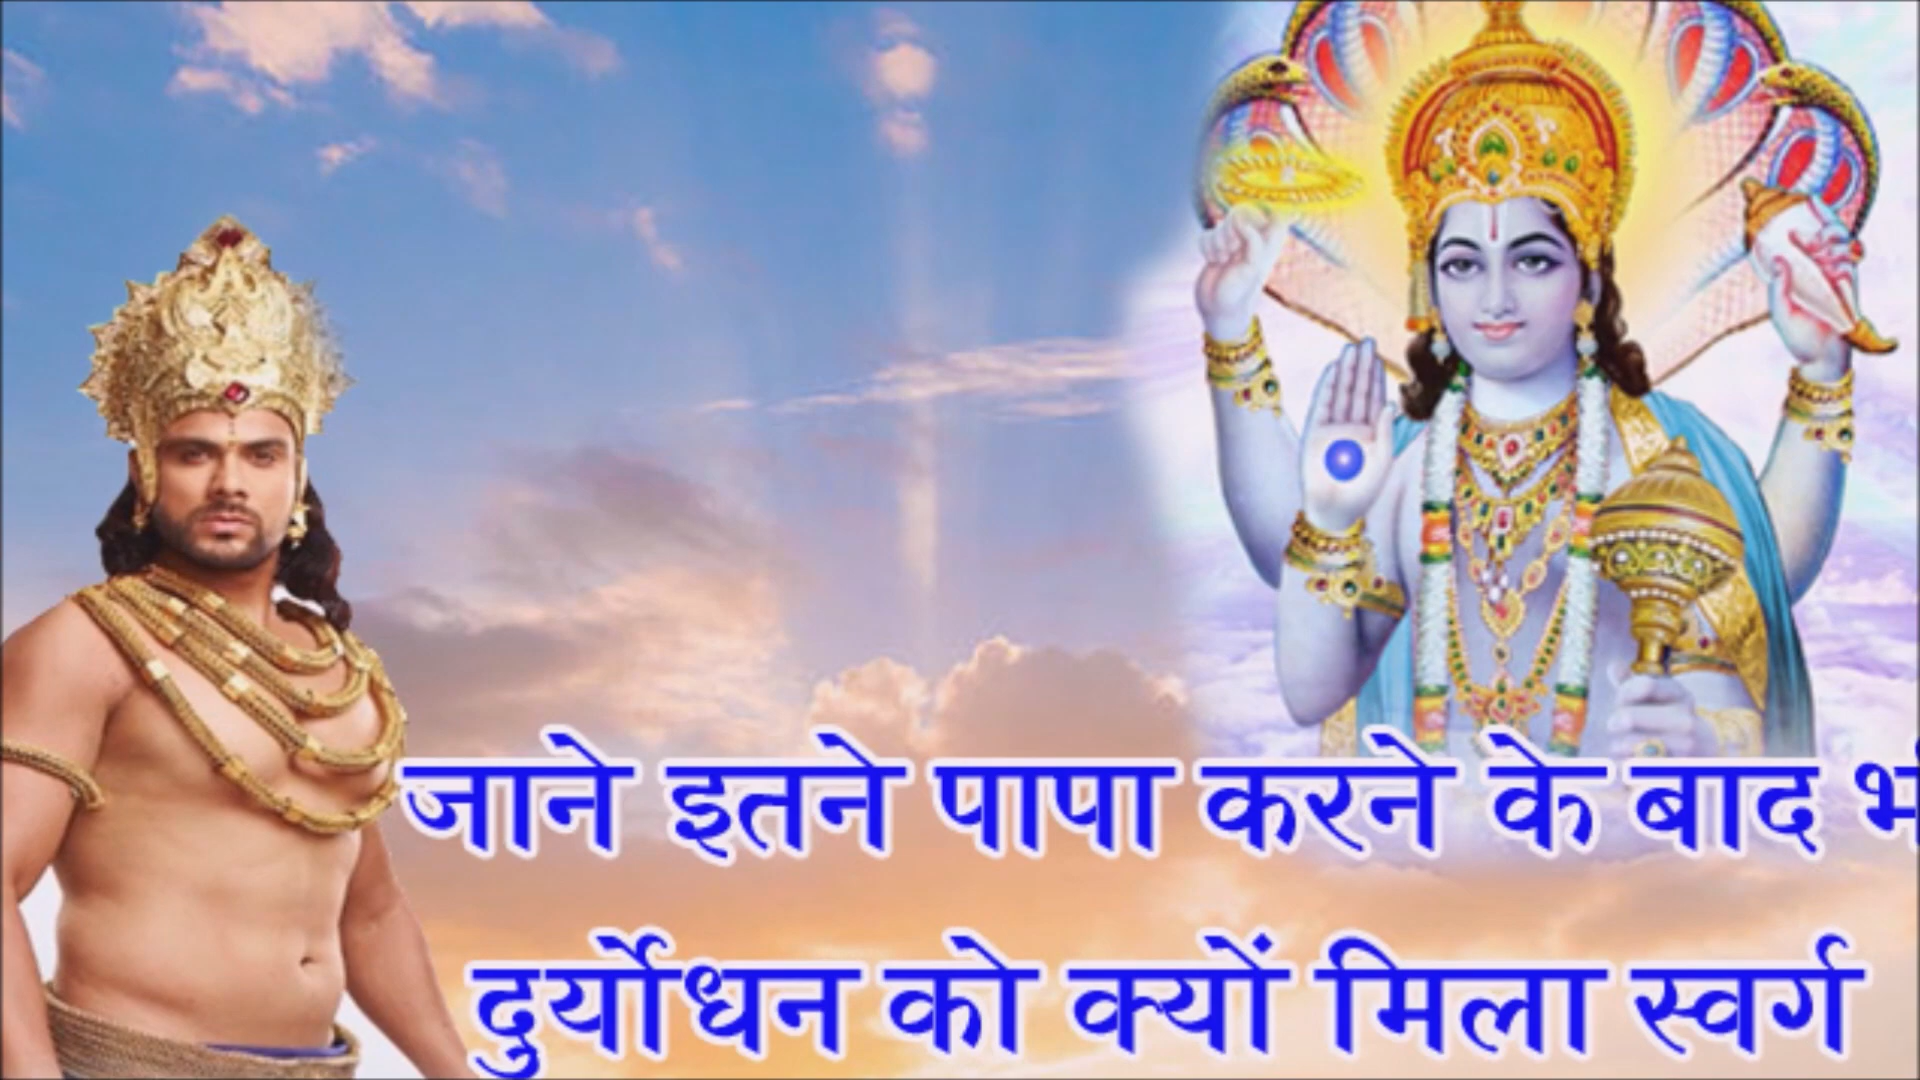 जाने इतने पापा करने के बाद भी
दुर्योधन को क्यों मिला स्वर्ग